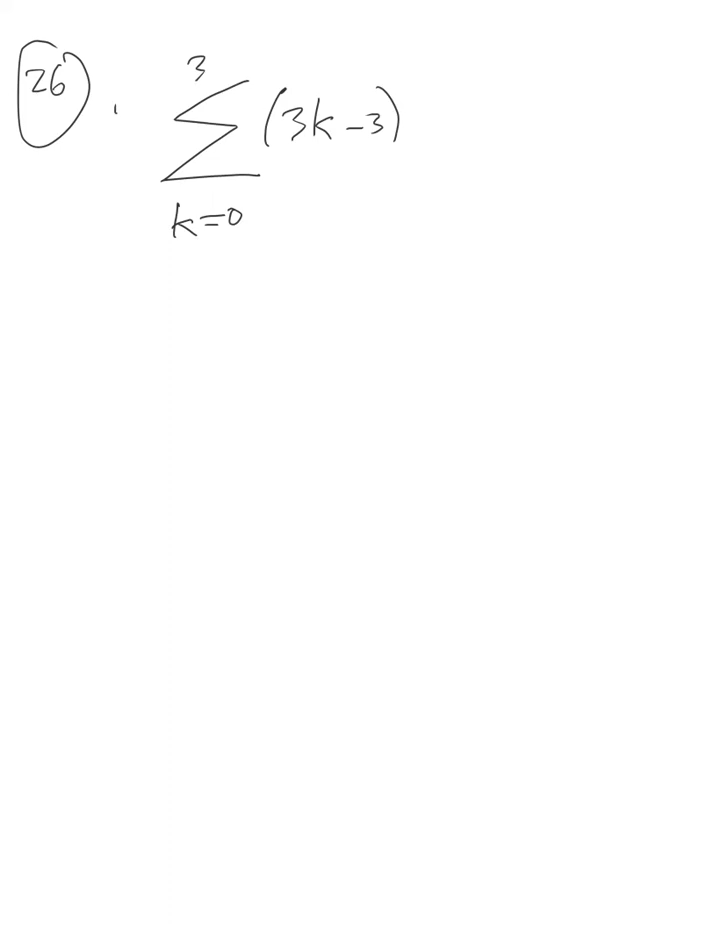 26.
3
∑ (3k-3)
k=0